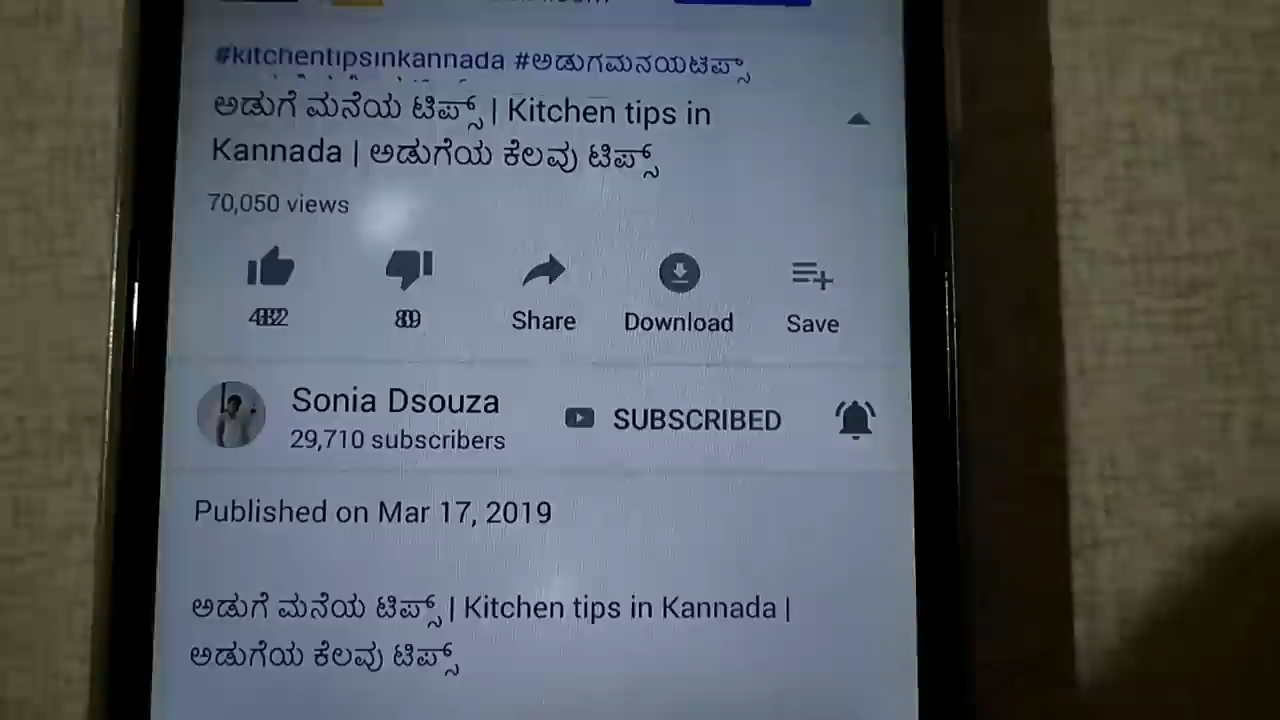 #kitchentipsinkannada #ಅಡುಗಮನಯಟಿಪ್ಸ್
ಅಡುಗೆ ಮನೆಯ ಟಿಪ್ಸ್ | Kitchen tips in
Kannada | ಅಡುಗೆಯ ಕೆಲವು ಟಿಪ್ಸ್
70,050 views
Share
Download
Save
Sonia Dsouza
SUBSCRIBED
29,710 subscribers
Published on Mar 17, 2019
ಅಡುಗೆ ಮನೆಯ ಟಿಪ್ಸ್ | Kitchen tips in Kannada |
ಅಡುಗೆಯ ಕೆಲವು ಟಿಪ್ಸ್